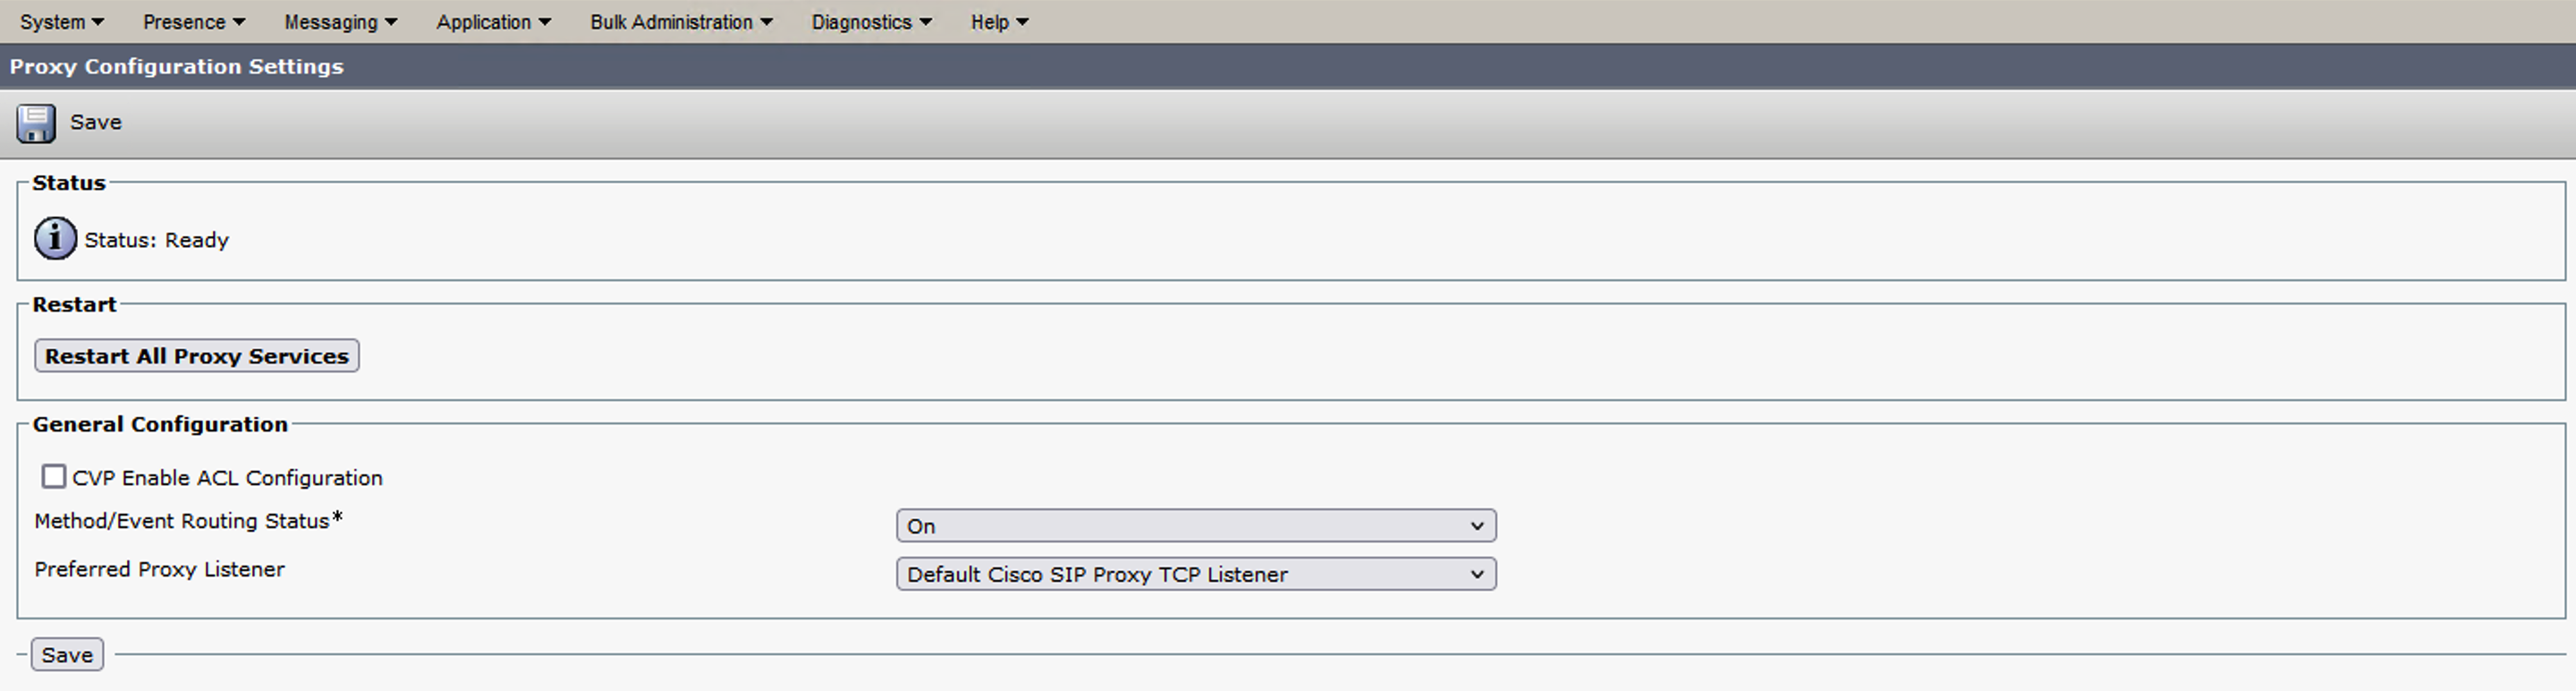 System Presence Messaging Application Bulk Administration Diagnostics Help
Proxy Configuration Settings
Save
Status
Status: Ready
Restart
Restart All Proxy Services
General Configuration
CVP Enable ACL Configuration
Method/Event Routing Status* On
Preferred Proxy Listener Default Cisco SIP Proxy TCP Listener
Save